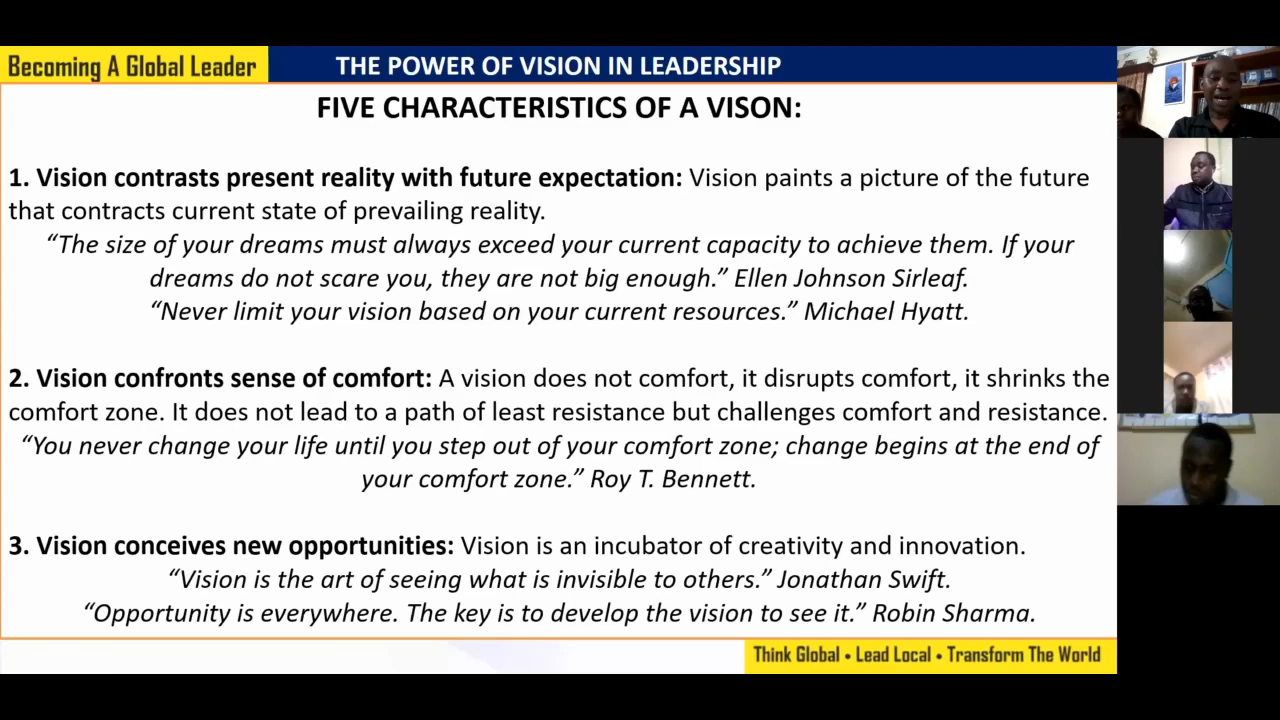 Becoming A Global Leader
THE POWER OF VISION IN LEADERSHIP
FIVE CHARACTERISTICS OF A VISON:
1. Vision contrasts present reality with future expectation: Vision paints a picture of the future
that contracts current state of prevailing reality.
“The size of your dreams must always exceed your current capacity to achieve them. If your
dreams do not scare you, they are not big enough.” Ellen Johnson Sirleaf.
“Never limit your vision based on your current resources.” Michael Hyatt.
2. Vision confronts sense of comfort: A vision does not comfort, it disrupts comfort, it shrinks the
comfort zone. It does not lead to a path of least resistance but challenges comfort and resistance.
“You never change your life until you step out of your comfort zone; change begins at the end of
your comfort zone.” Roy T. Bennett.
3. Vision conceives new opportunities: Vision is an incubator of creativity and innovation.
“Vision is the art of seeing what is invisible to others.” Jonathan Swift.
“Opportunity is everywhere. The key is to develop the vision to see it.” Robin Sharma.
Think Global • Lead Local • Transform The World